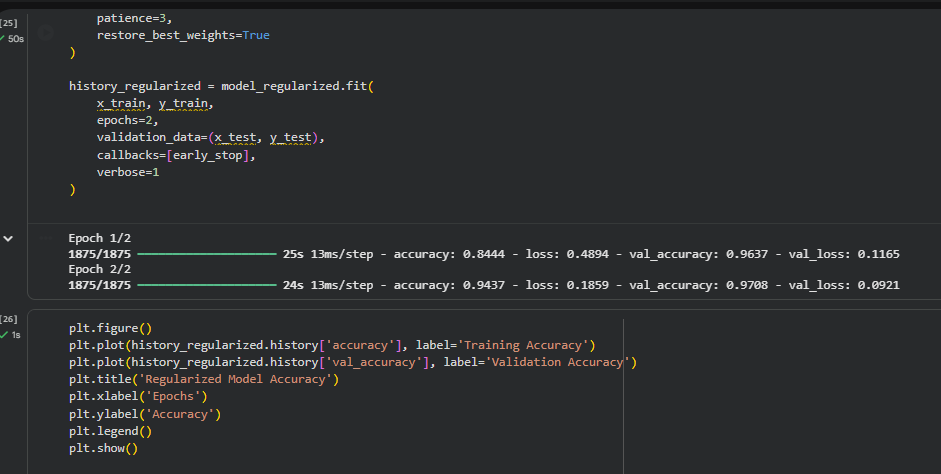 [25]
50s
patience=3,
restore_best_weights=True
)
history_regularized = model_regularized.fit(
x_train, y_train,
epochs=2,
validation_data=(x_test, y_test),
callbacks=[early_stop],
verbose=1
)
Epoch 1/2
1875/1875 25s 13ms/step - accuracy: 0.8444 - loss: 0.4894 - val_accuracy: 0.9637 - val_loss: 0.1165
Epoch 2/2
1875/1875 24s 13ms/step - accuracy: 0.9437 - loss: 0.1859 - val_accuracy: 0.9708 - val_loss: 0.0921
[26]
1s
plt.figure()
plt.plot(history_regularized.history['accuracy'], label='Training Accuracy')
plt.plot(history_regularized.history['val_accuracy'], label='Validation Accuracy')
plt.title('Regularized Model Accuracy')
plt.xlabel('Epochs')
plt.ylabel('Accuracy')
plt.legend()
plt.show()